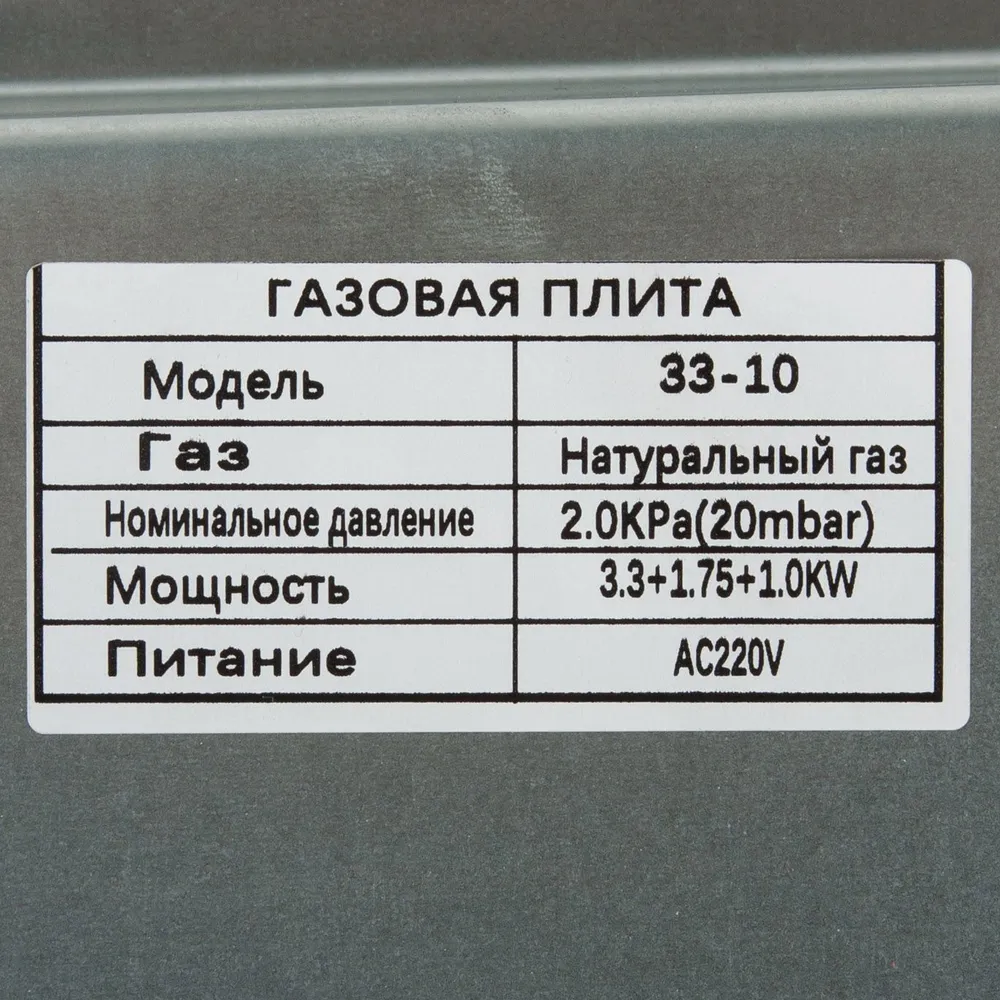 ГАЗОВАЯ ПЛИТА
Модель 33-10
Газ Натуральный газ
Номинальное давление 2.0KPa(20mbar)
Мощность 3.3+1.75+1.0KW
Питание AC220V